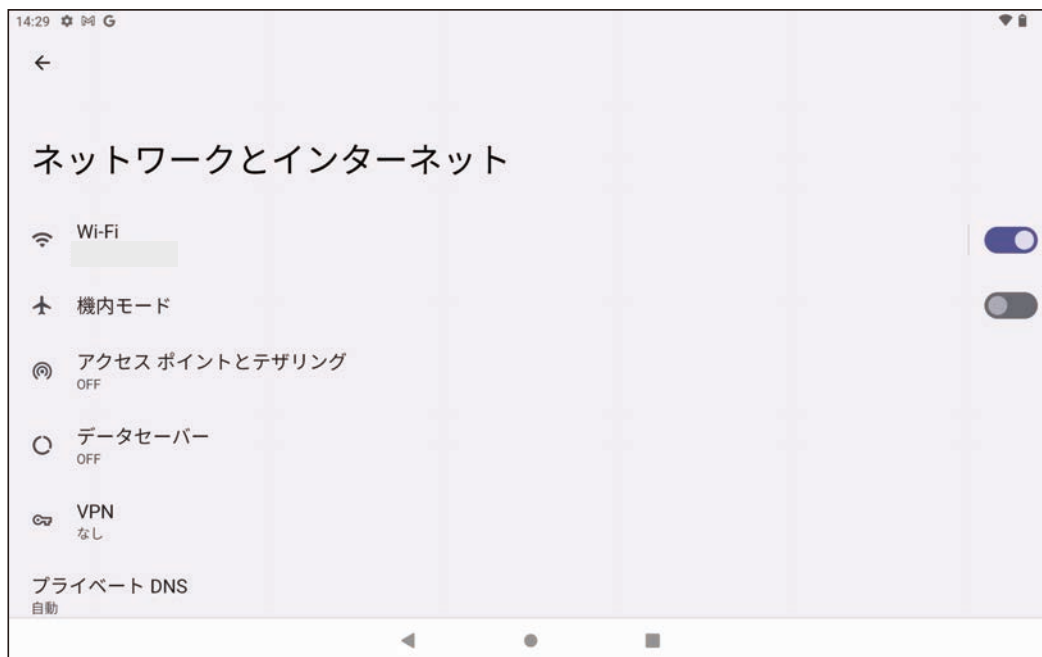 14:29
ネットワークとインターネット
Wi-Fi
機内モード
アクセス ポイントとテザリング
OFF
データセーバー
OFF
VPN
なし
プライベート DNS
自動